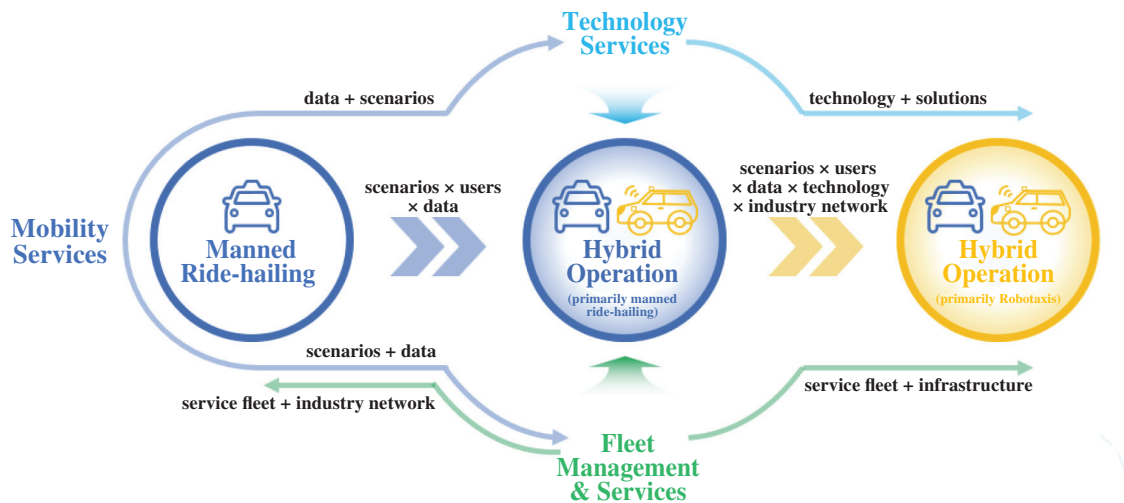 Technology
Services
data + scenarios
technology + solutions
Mobility
Services
Manned
Ride-hailing
scenarios × users
× data
Hybrid
Operation
(primarily manned
ride-hailing)
scenarios × users
× data × technology
× industry network
Hybrid
Operation
(primarily Robotaxis)
scenarios + data
service fleet + industry network
service fleet + infrastructure
Fleet
Management
& Services